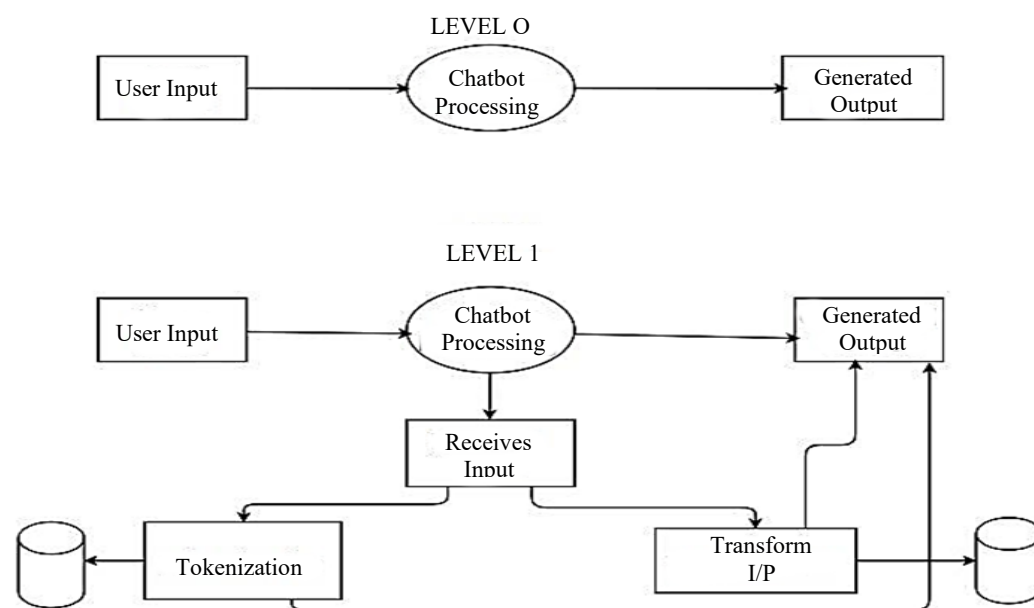 LEVEL O
User Input
Chatbot
Processing
Generated
Output
LEVEL 1
User Input
Chatbot
Processing
Generated
Output
Receives
Input
Tokenization
Transform
I/P